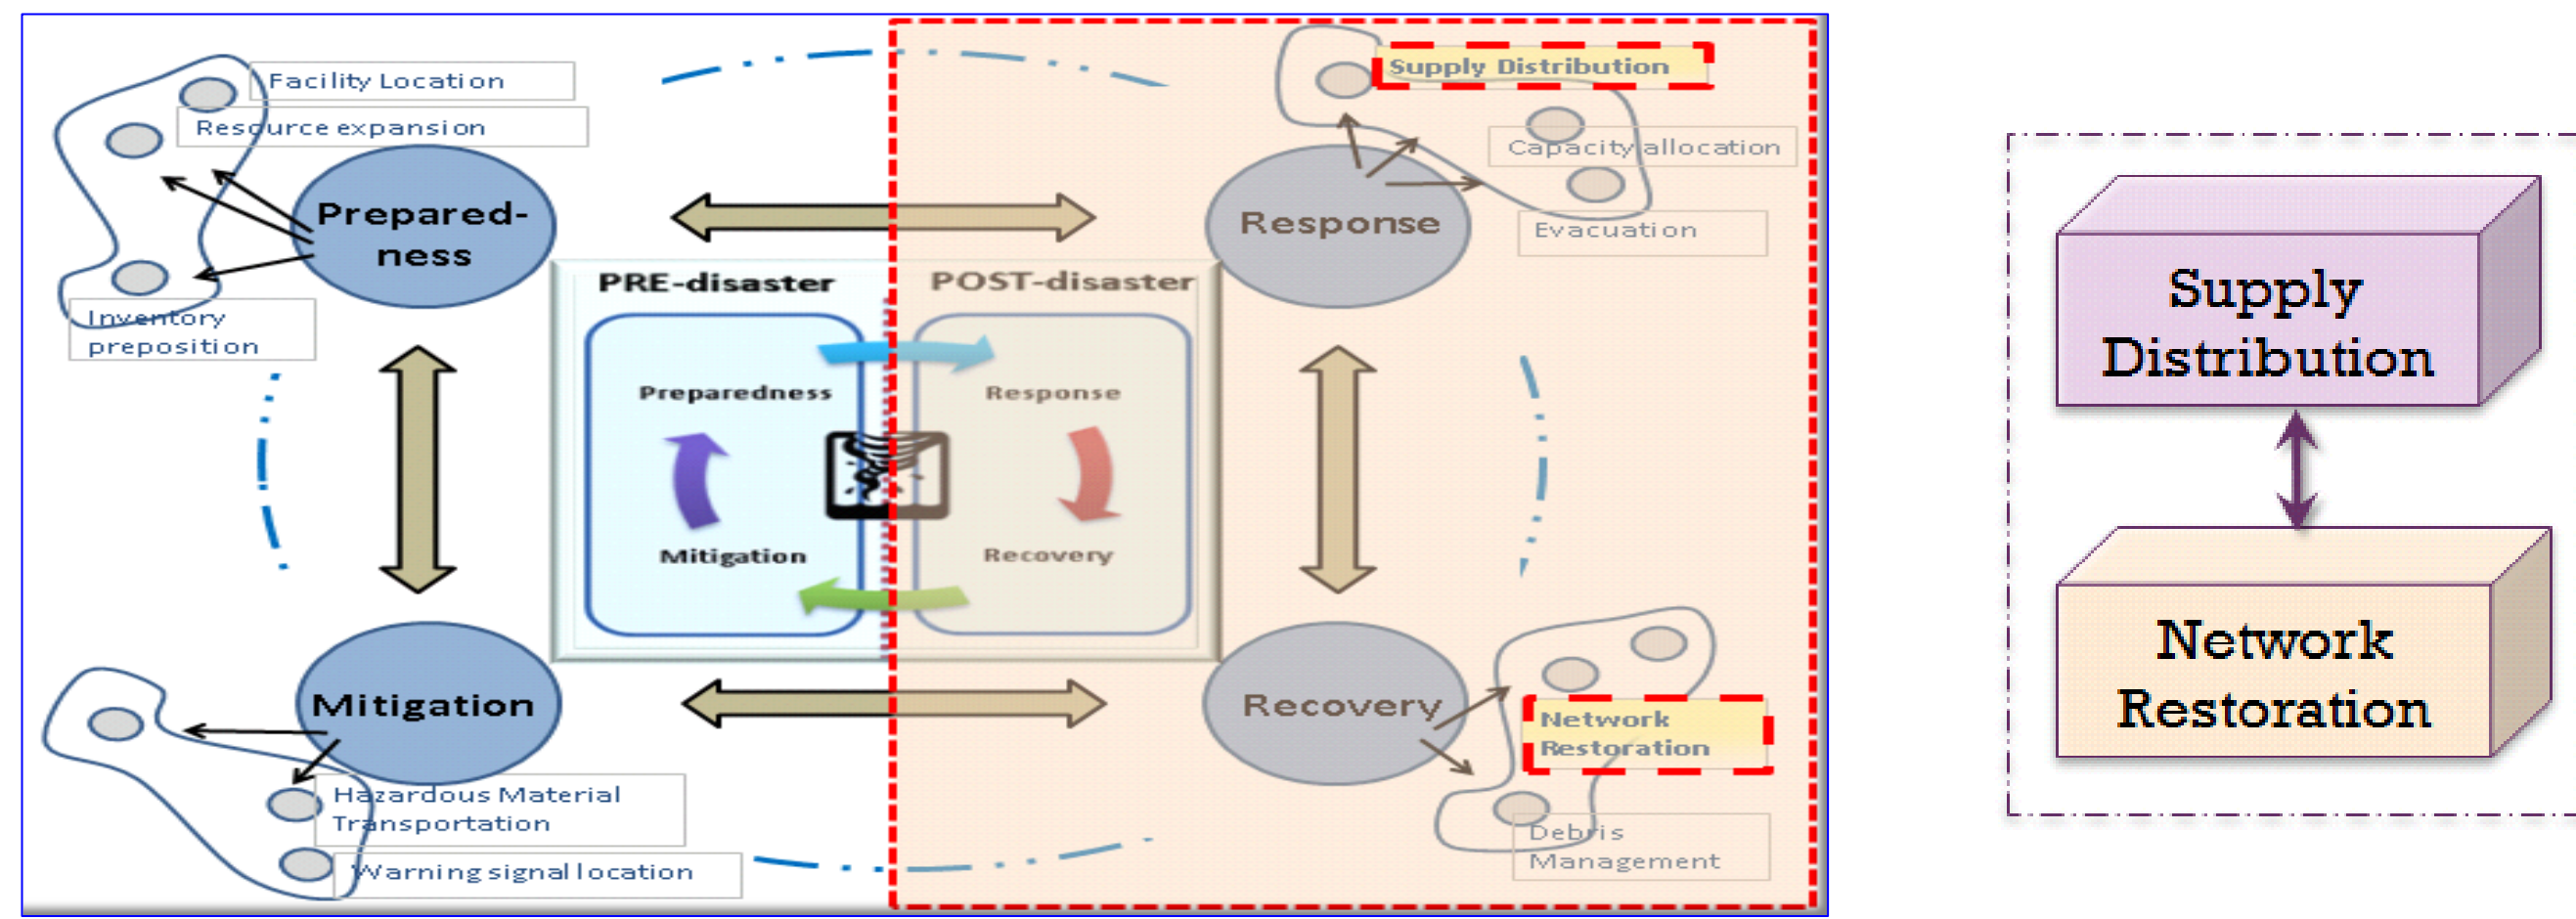 Facility Location
Resource expansion
Prepared-
ness
Inventory
preposition
Supply Distribution
Capacity allocation
Response
Evacuation
PRE-disaster
POST-disaster
Preparedness
Response
Mitigation
Recovery
Mitigation
Hazardous Material
Transportation
Warning signal location
Recovery
Network
Restoration
Debris
Management
Supply
Distribution
Network
Restoration